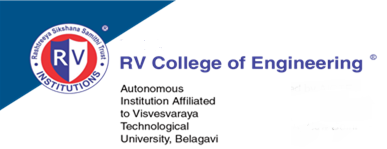 Rashtreeya Sikshana Samithi Trust
RV
INSTITUTIONS
®
RV College of Engineering ®
Autonomous
Institution Affiliated
to Visvesvaraya
Technological
University, Belagavi